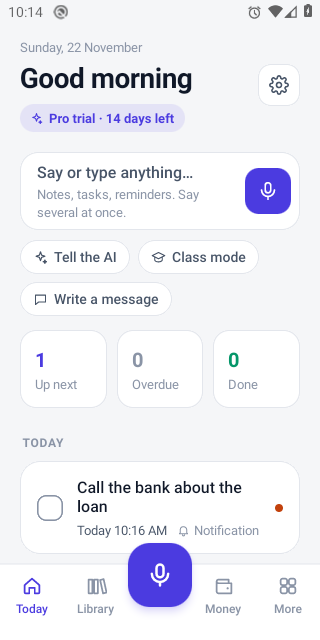 10:14
Sunday, 22 November
Good morning
Pro trial · 14 days left
Say or type anything...
Notes, tasks, reminders. Say
several at once.
Tell the AI
Class mode
Write a message
1
Up next
0
Overdue
0
Done
TODAY
Call the bank about the
loan
Today 10:16 AM
Notification
Today
Library
Money
More